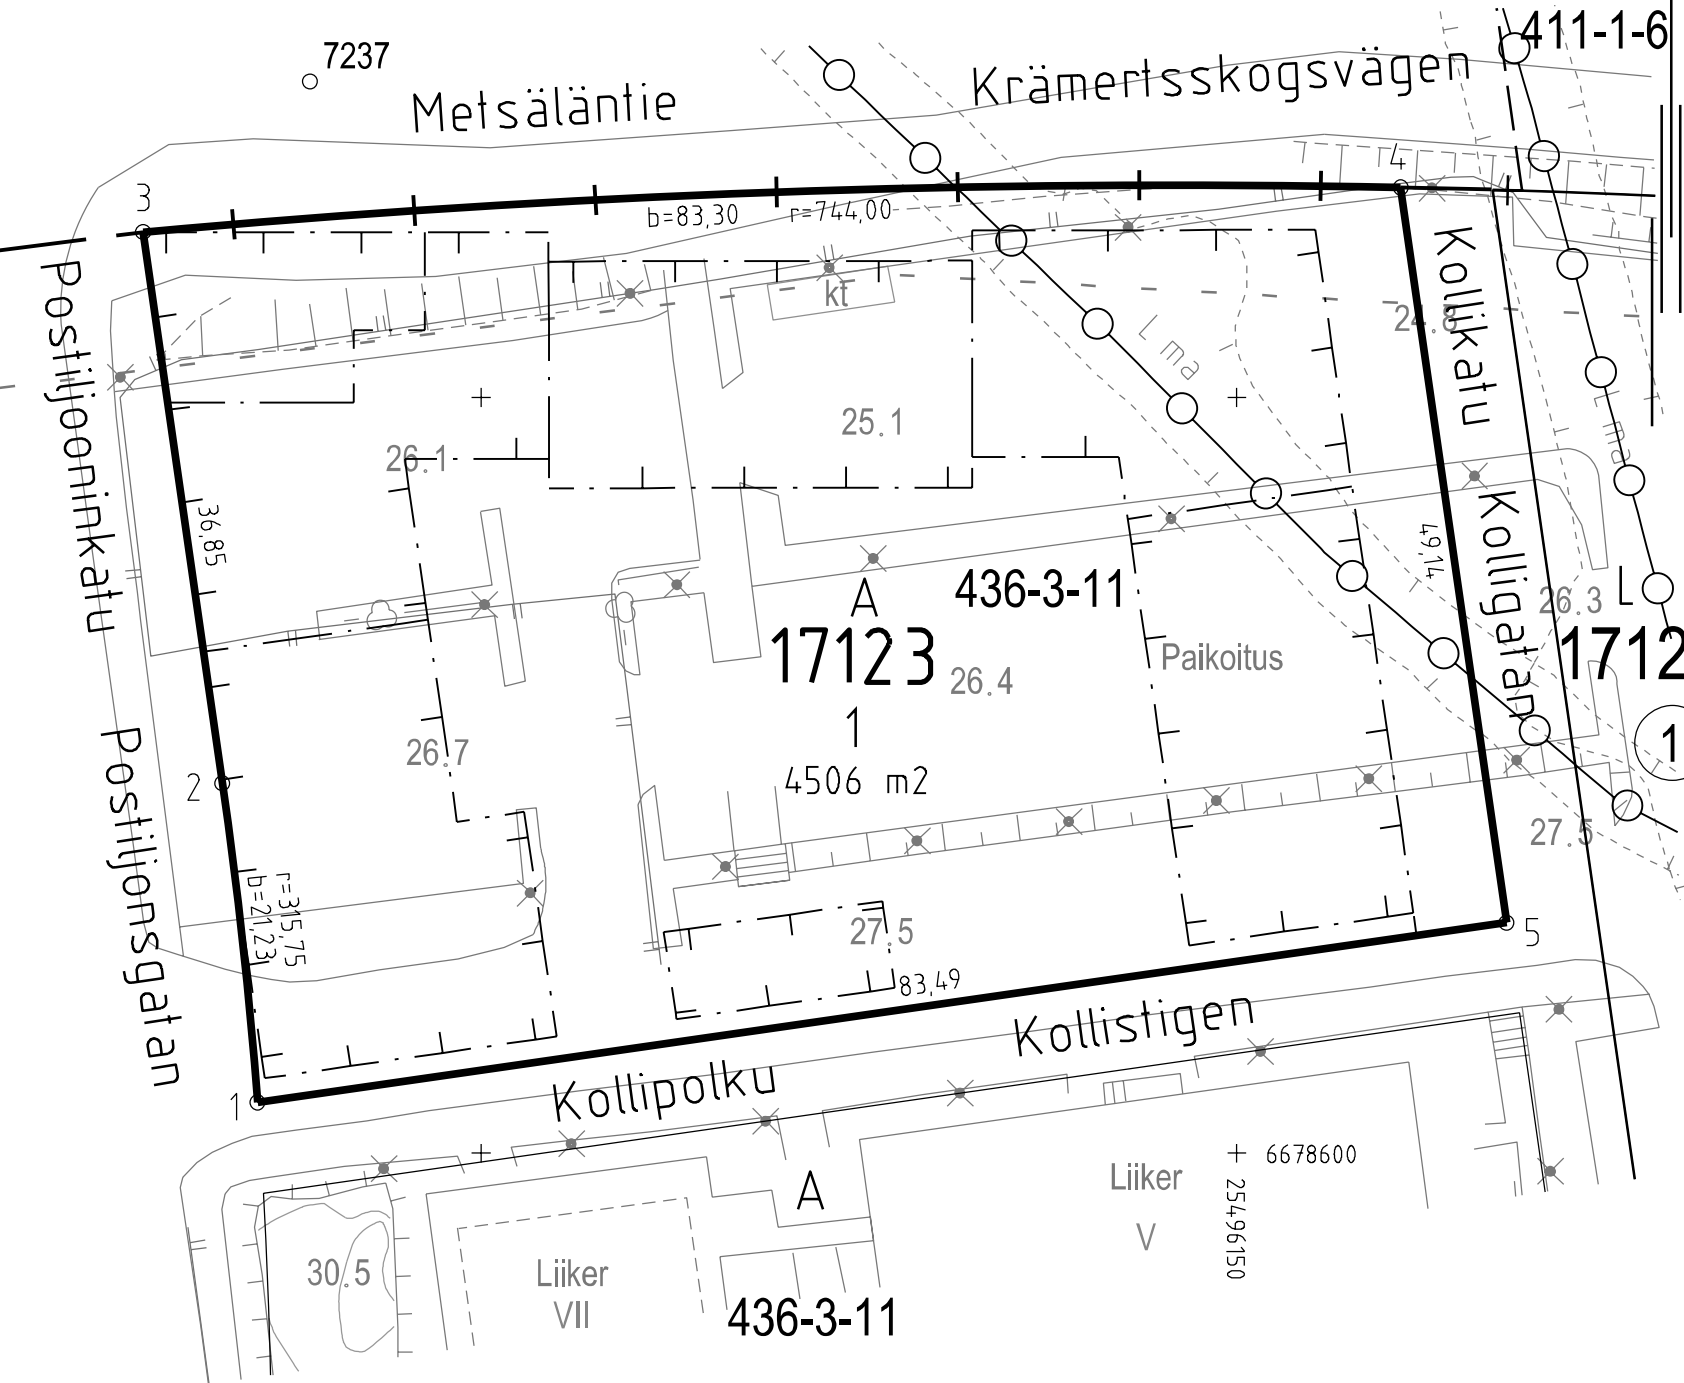 411-1-6
7237
Metsäläntie
Krämertsskogsvägen
3
4
b=83,30
r=744,00
Postiljooninkatu
kt
Kollikatu
24.8
L ma
L ma
25.1
26.1
36,85
49,14
Kolligatan
436-3-11
A
26.3
L
17123
1712
26.4
Paikoitus
1
1
26.7
4506 m2
2
Postiljonsgatan
27.5
r=315,75
b=21,23
27.5
5
83,49
Kollistigen
Kollipolku
1
6678600
25496150
A
Liiker
V
30.5
Liiker
VII
436-3-11